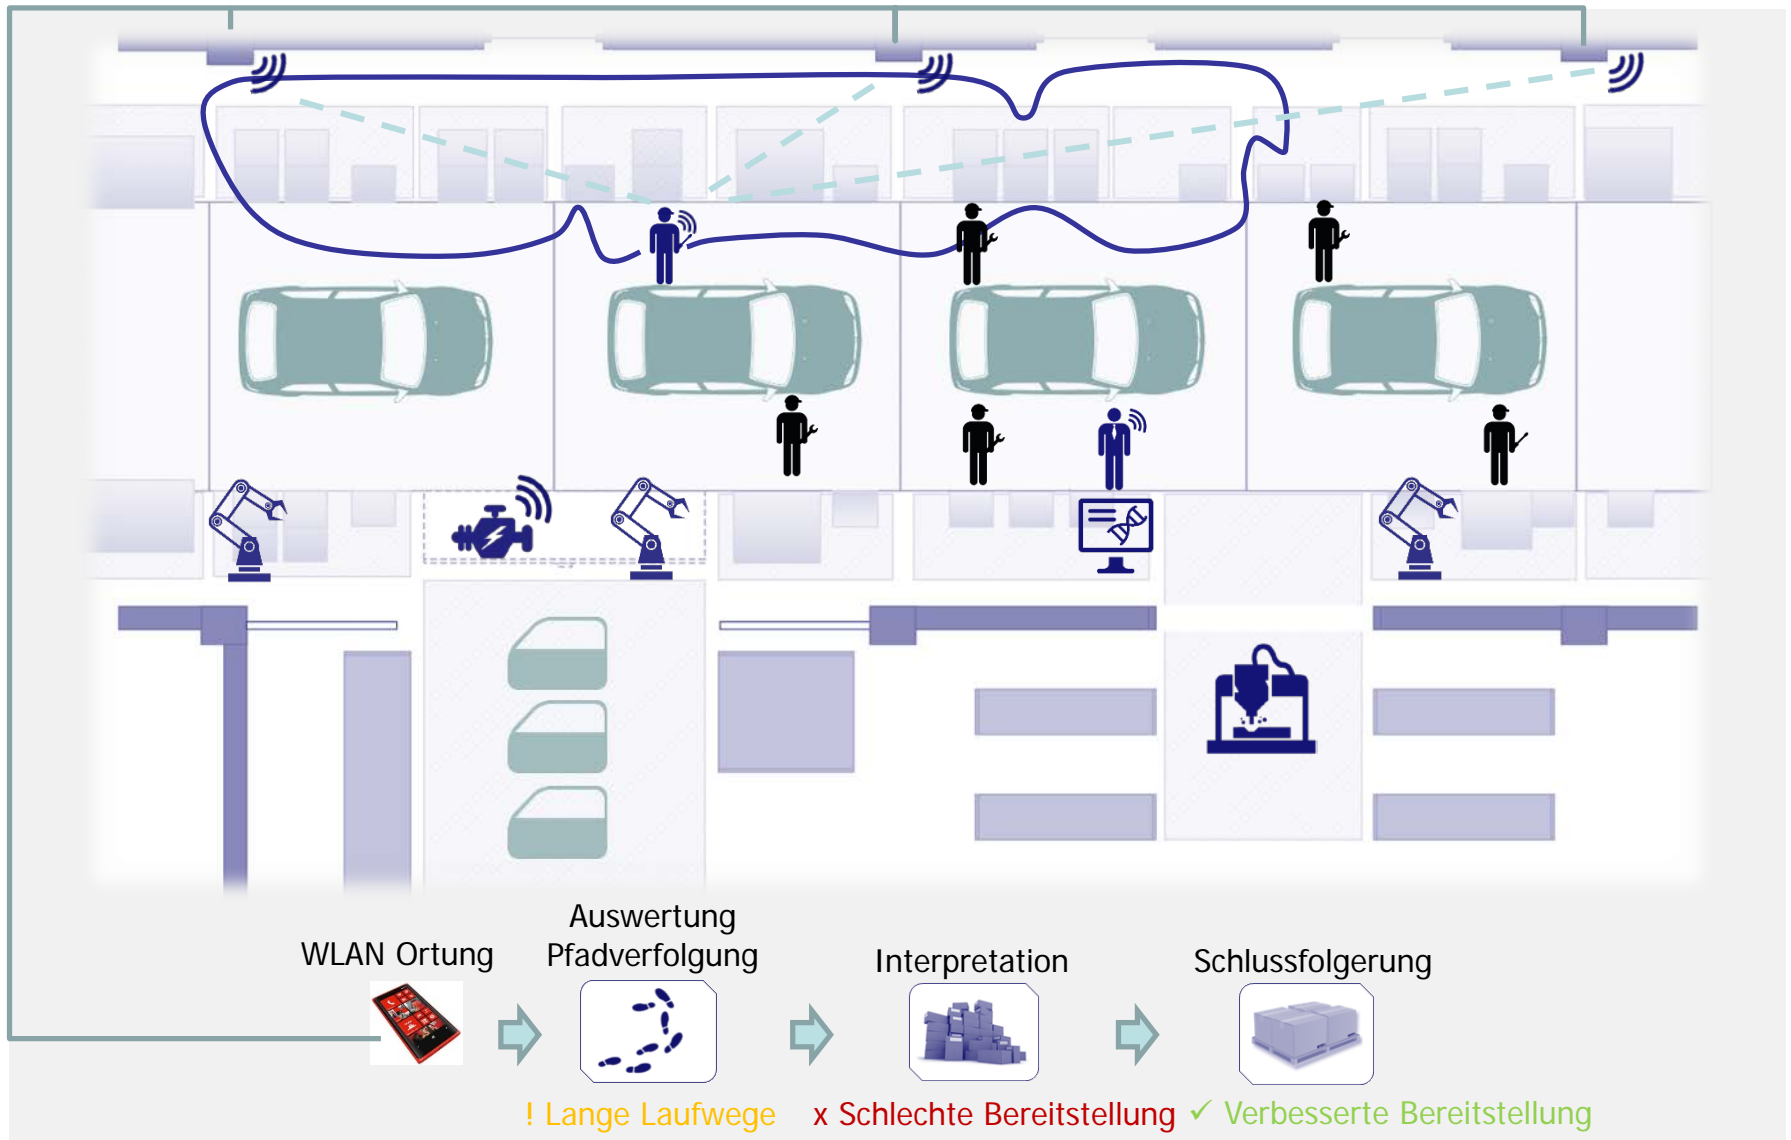 WLAN Ortung
Auswertung
Pfadverfolgung
Interpretation
Schlussfolgerung
! Lange Laufwege
x Schlechte Bereitstellung
✓ Verbesserte Bereitstellung